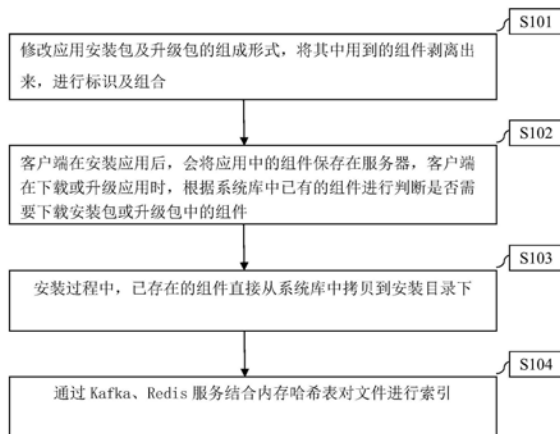 S101
修改应用安装包及升级包的组成形式，将其中用到的组件剥离出
来，进行标识及组合
S102
客户端在安装应用后，会将应用中的组件保存在服务器，客户端
在下载或升级应用时，根据系统库中已有的组件进行判断是否需
要下载安装包或升级包中的组件
S103
安装过程中，已存在的组件直接从系统库中拷贝到安装目录下
S104
通过 Kafka、Redis 服务结合内存哈希表对文件进行索引